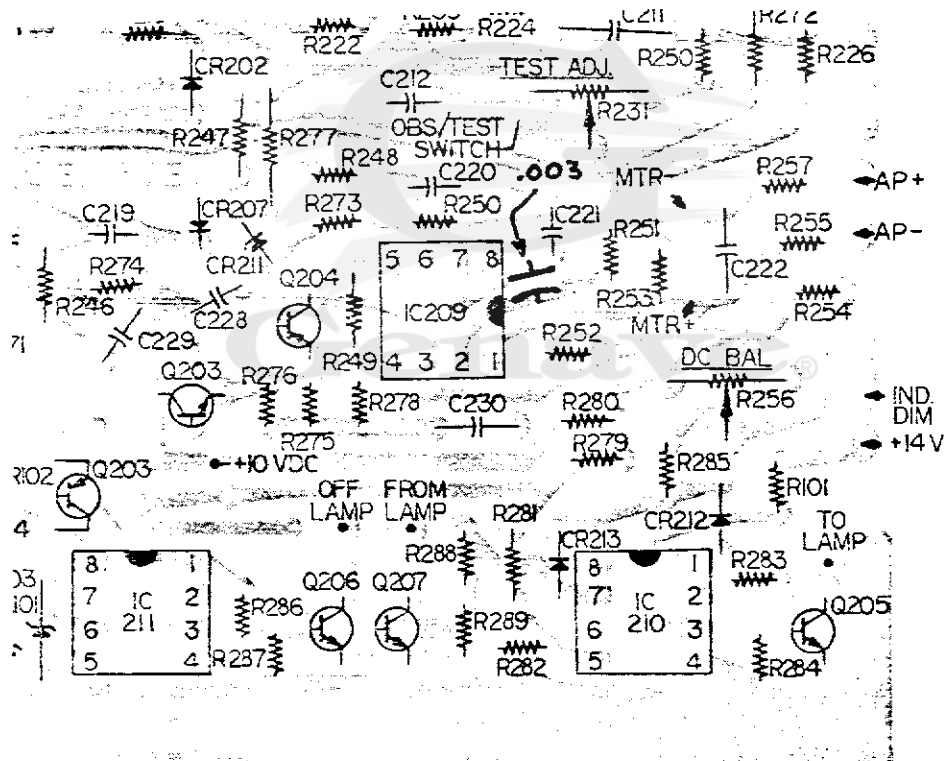 R222
R224
C211
R272
R250
R226
CR202
C212
TEST ADJ.
R231
R247
R277
OBS/TEST
SWITCH
R248
C220
.003
MTR-
R257
AP+
C219
CR207
R273
R250
C221
R251
R255
AP-
R274
CR211
Q204
5 6 7 8
C222
R246
C228
IC209
R253
R254
C229
R249
4 3 2 1
R252
MTR+
Genave®
DC BAL
Q203
R276
R278
C230
R280
R256
IND.
DIM
R275
R279
+14V
R102
Q203
+10 VDC
R285
R101
4
OFF
LAMP
FROM
LAMP
R281
CR212
TO
LAMP
8 1
7 2
6 3
5 4
IC
211
R288
CR213
8 1
7 2
6 3
5 4
IC
210
R283
R286
Q206
Q207
R289
Q205
R287
R282
R284